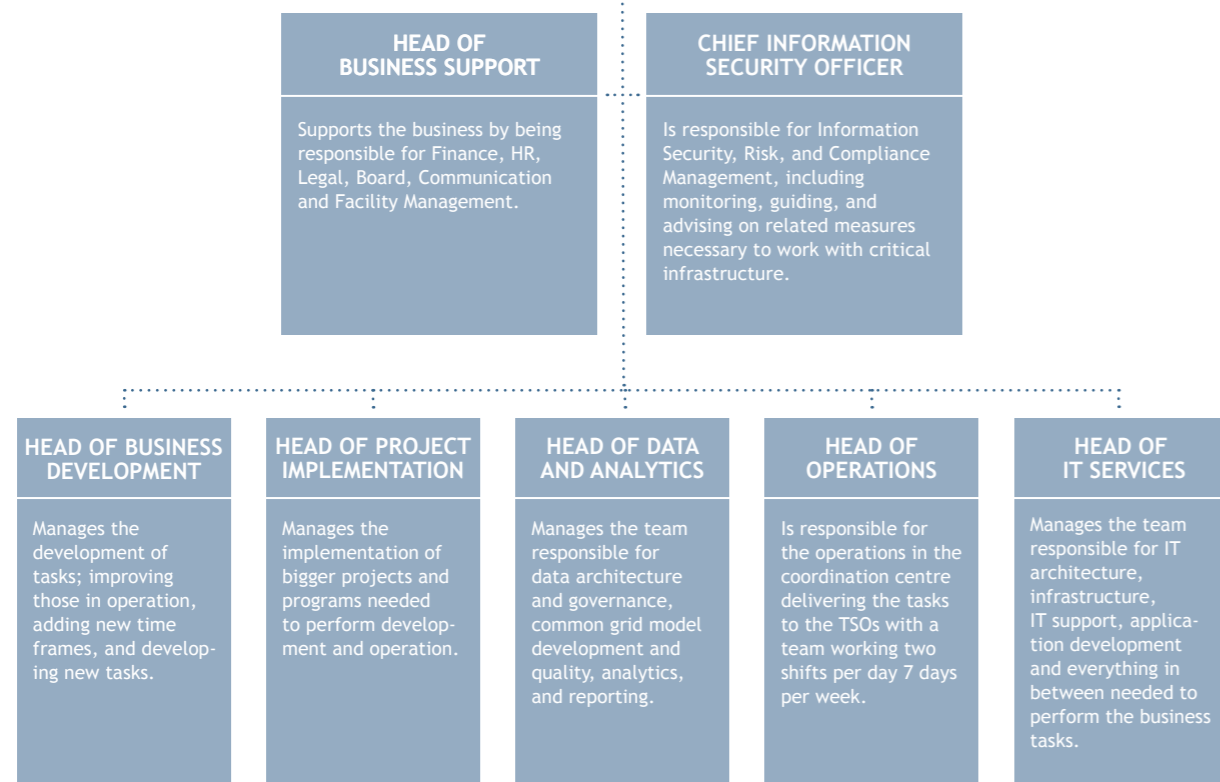 HEAD OF
BUSINESS SUPPORT
Supports the business by being
responsible for Finance, HR,
Legal, Board, Communication
and Facility Management.
CHIEF INFORMATION
SECURITY OFFICER
Is responsible for Information
Security, Risk, and Compliance
Management, including
monitoring, guiding, and
advising on related measures
necessary to work with critical
infrastructure.
HEAD OF BUSINESS
DEVELOPMENT
Manages the
development of
tasks; improving
those in operation,
adding new time
frames, and develop-
ing new tasks.
HEAD OF PROJECT
IMPLEMENTATION
Manages the
implementation of
bigger projects and
programs needed
to perform develop-
ment and operation.
HEAD OF DATA
AND ANALYTICS
Manages the team
responsible for
data architecture
and governance,
common grid model
development and
quality, analytics,
and reporting.
HEAD OF
OPERATIONS
Is responsible for
the operations in the
coordination centre
delivering the tasks
to the TSOs with a
team working two
shifts per day 7 days
per week.
HEAD OF
IT SERVICES
Manages the team
responsible for IT
architecture,
infrastructure,
IT support, applica-
tion development
and everything in
between needed to
perform the business
tasks.